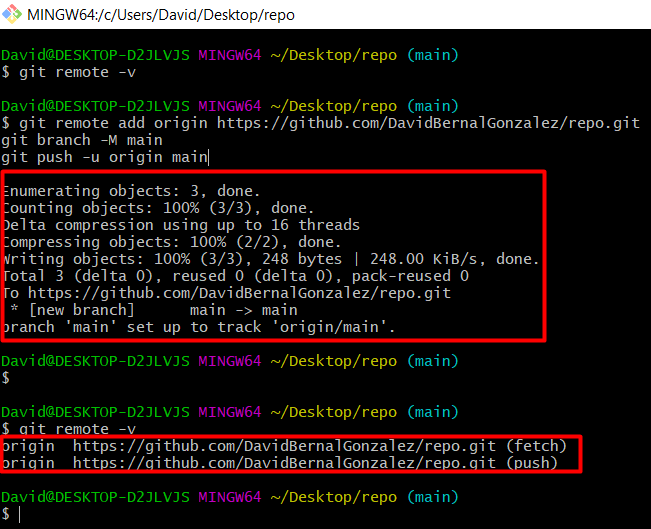 MINGW64:/c/Users/David/Desktop/repo
David@DESKTOP-D2JLVJS MINGW64 ~/Desktop/repo (main)
$ git remote -v
David@DESKTOP-D2JLVJS MINGW64 ~/Desktop/repo (main)
$ git remote add origin https://github.com/DavidBernalGonzalez/repo.git
git branch -M main
git push -u origin main
Enumerating objects: 3, done.
Counting objects: 100% (3/3), done.
Delta compression using up to 16 threads
Compressing objects: 100% (2/2), done.
Writing objects: 100% (3/3), 248 bytes | 248.00 KiB/s, done.
Total 3 (delta 0), reused 0 (delta 0), pack-reused 0
To https://github.com/DavidBernalGonzalez/repo.git
 * [new branch]      main -> main
branch 'main' set up to track 'origin/main'.
David@DESKTOP-D2JLVJS MINGW64 ~/Desktop/repo (main)
$
David@DESKTOP-D2JLVJS MINGW64 ~/Desktop/repo (main)
$ git remote -v
origin  https://github.com/DavidBernalGonzalez/repo.git (fetch)
origin  https://github.com/DavidBernalGonzalez/repo.git (push)
David@DESKTOP-D2JLVJS MINGW64 ~/Desktop/repo (main)
$